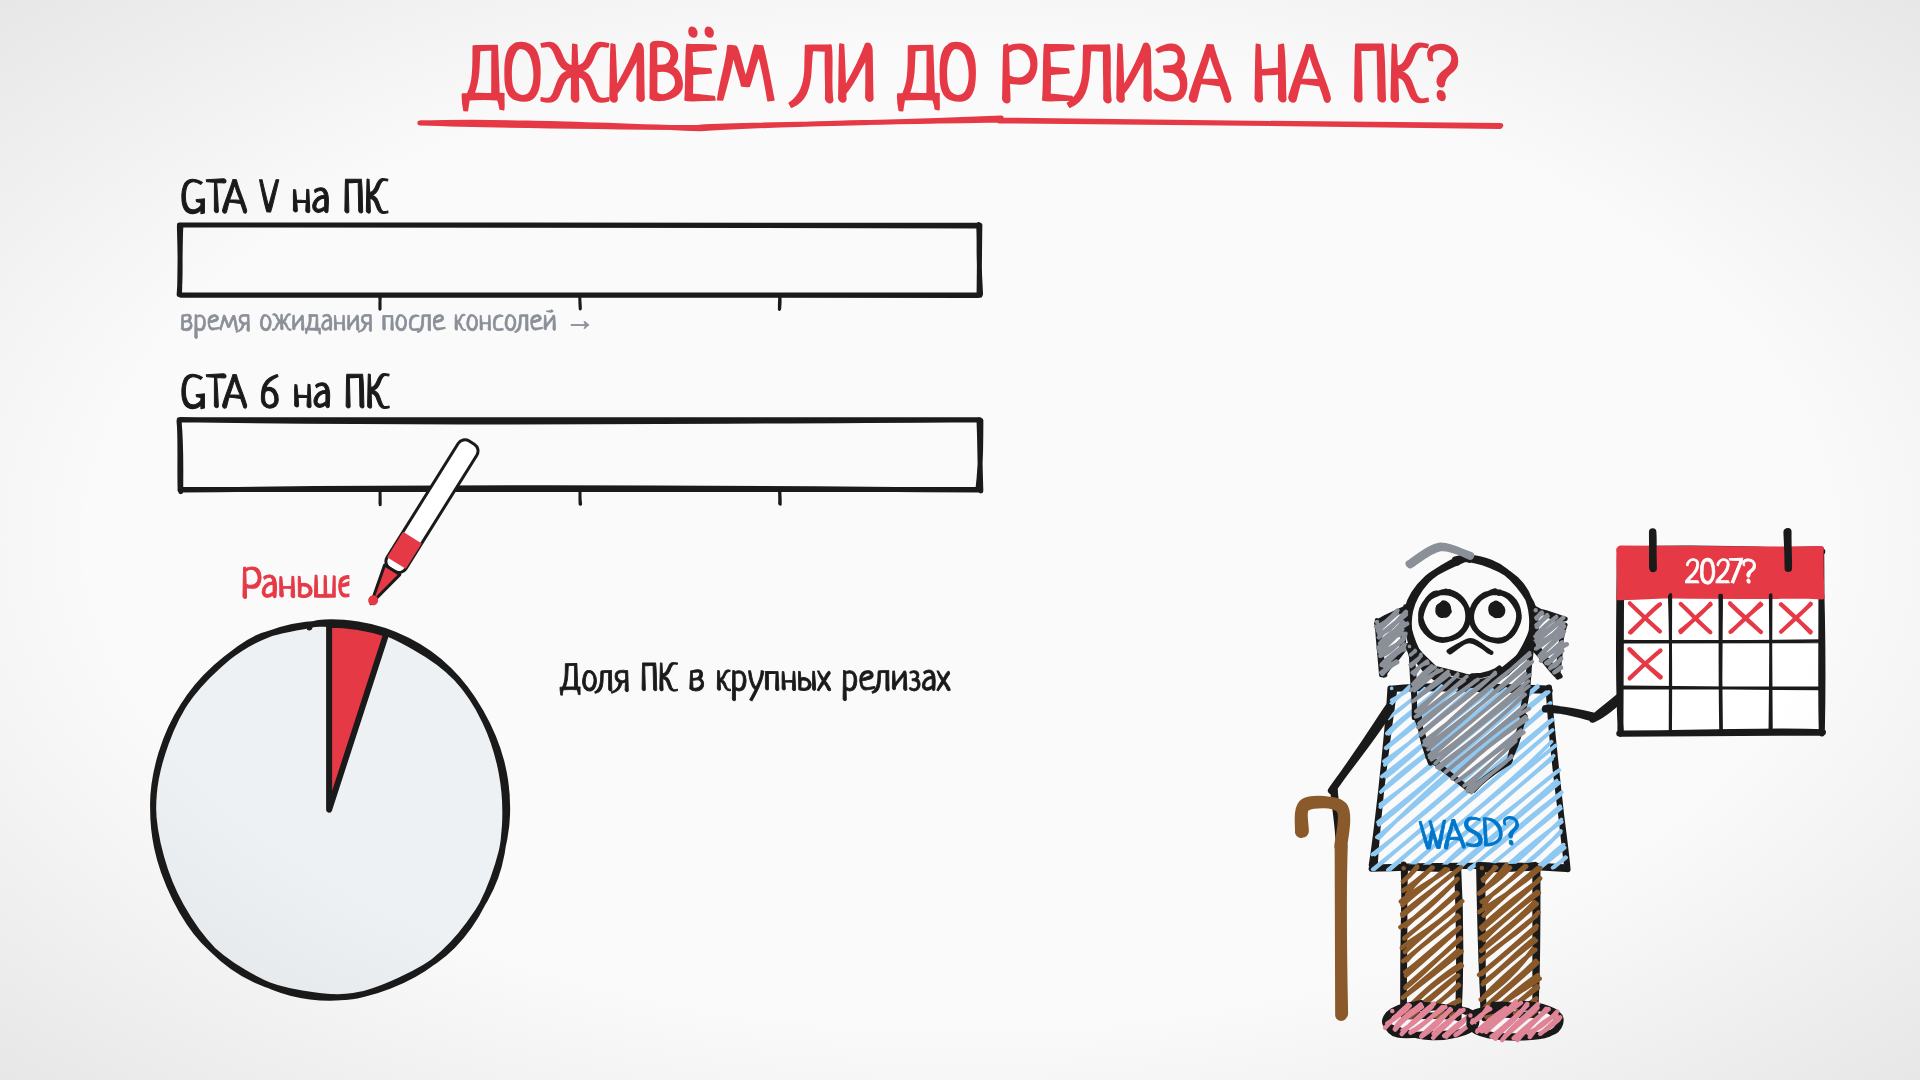 ДОЖИВЁМ ЛИ ДО РЕЛИЗА НА ПК?
GTA V на ПК
время ожидания после консолей →
GTA 6 на ПК
Раньше
Доля ПК в крупных релизах
2027?
WASD?